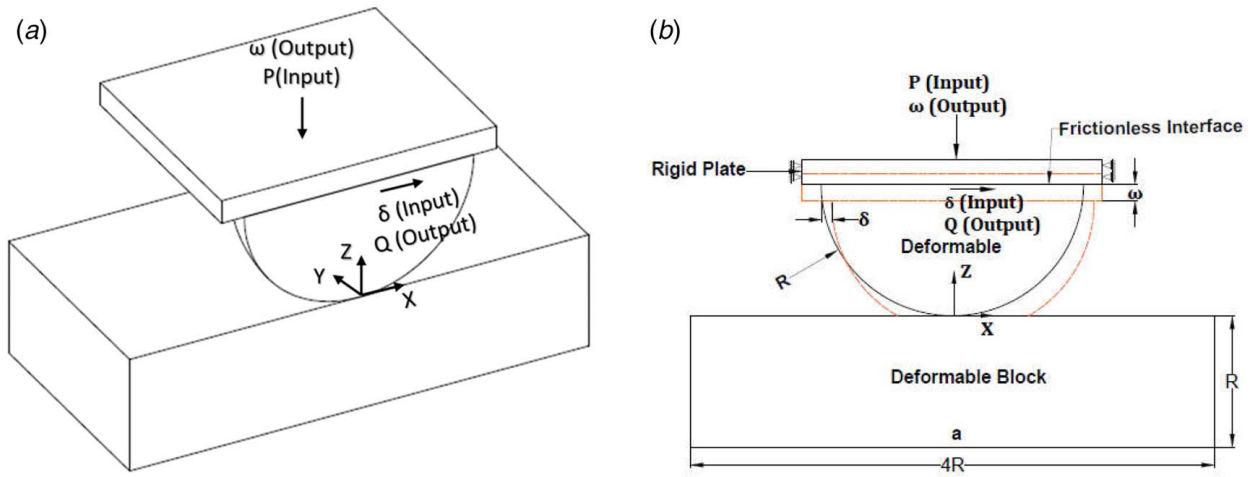 (a)
ω (Output)
P(Input)
δ (Input)
Q (Output)
Z
Y
X
(b)
P (Input)
ω (Output)
Frictionless Interface
Rigid Plate
ω
δ (Input)
Q (Output)
δ
Deformable
R
Z
X
Deformable Block
R
a
4R